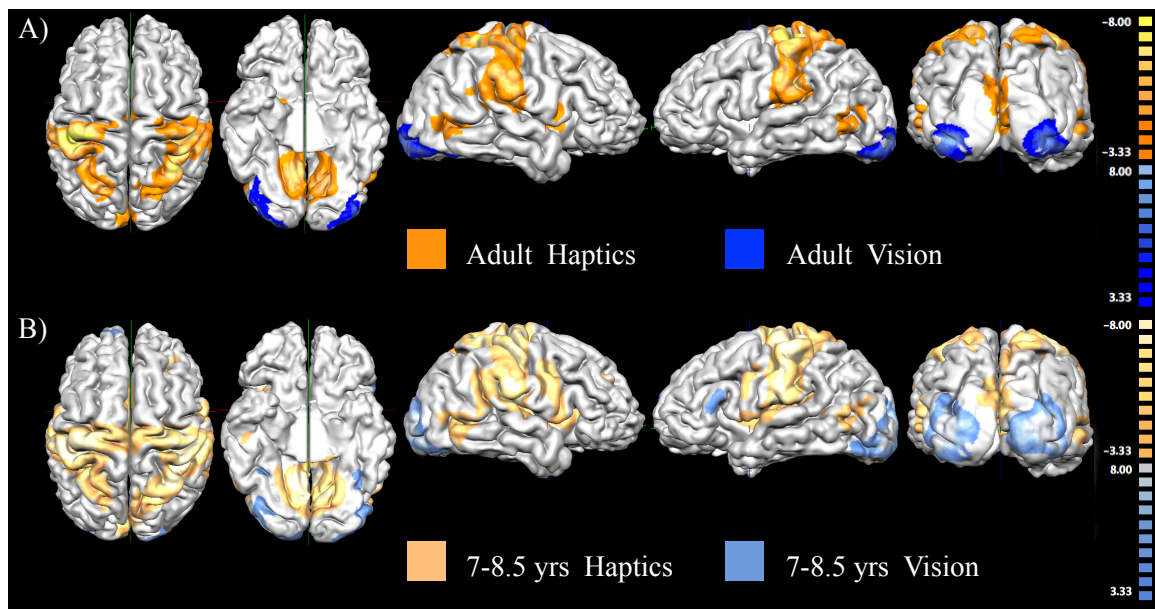 A)
−8.00
−3.33
8.00
Adult Haptics
Adult Vision
3.33
B)
−8.00
−3.33
8.00
7-8.5 yrs Haptics
7-8.5 yrs Vision
3.33